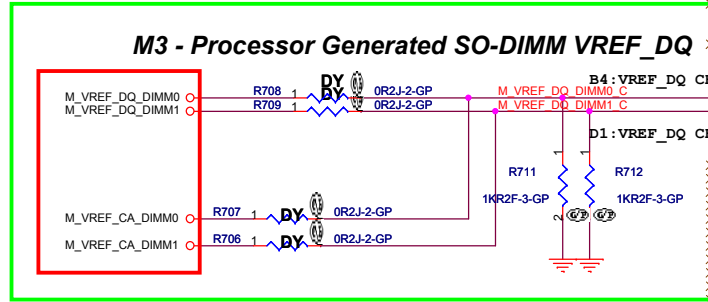 M3 - Processor Generated SO-DIMM VREF_DQ
B4:VREF_DQ
M_VREF_DQ_DIMM0 R708 1 DY 0R2J-2-GP M_VREF_DQ_DIMM0_C
M_VREF_DQ_DIMM1 R709 1 DY 0R2J-2-GP M_VREF_DQ_DIMM1_C
D1:VREF_DQ
1 1
R711 R712
1KR2F-3-GP 1KR2F-3-GP
2
M_VREF_CA_DIMM0 R707 1 DY 0R2J-2-GP
M_VREF_CA_DIMM1 R706 1 DY 0R2J-2-GP